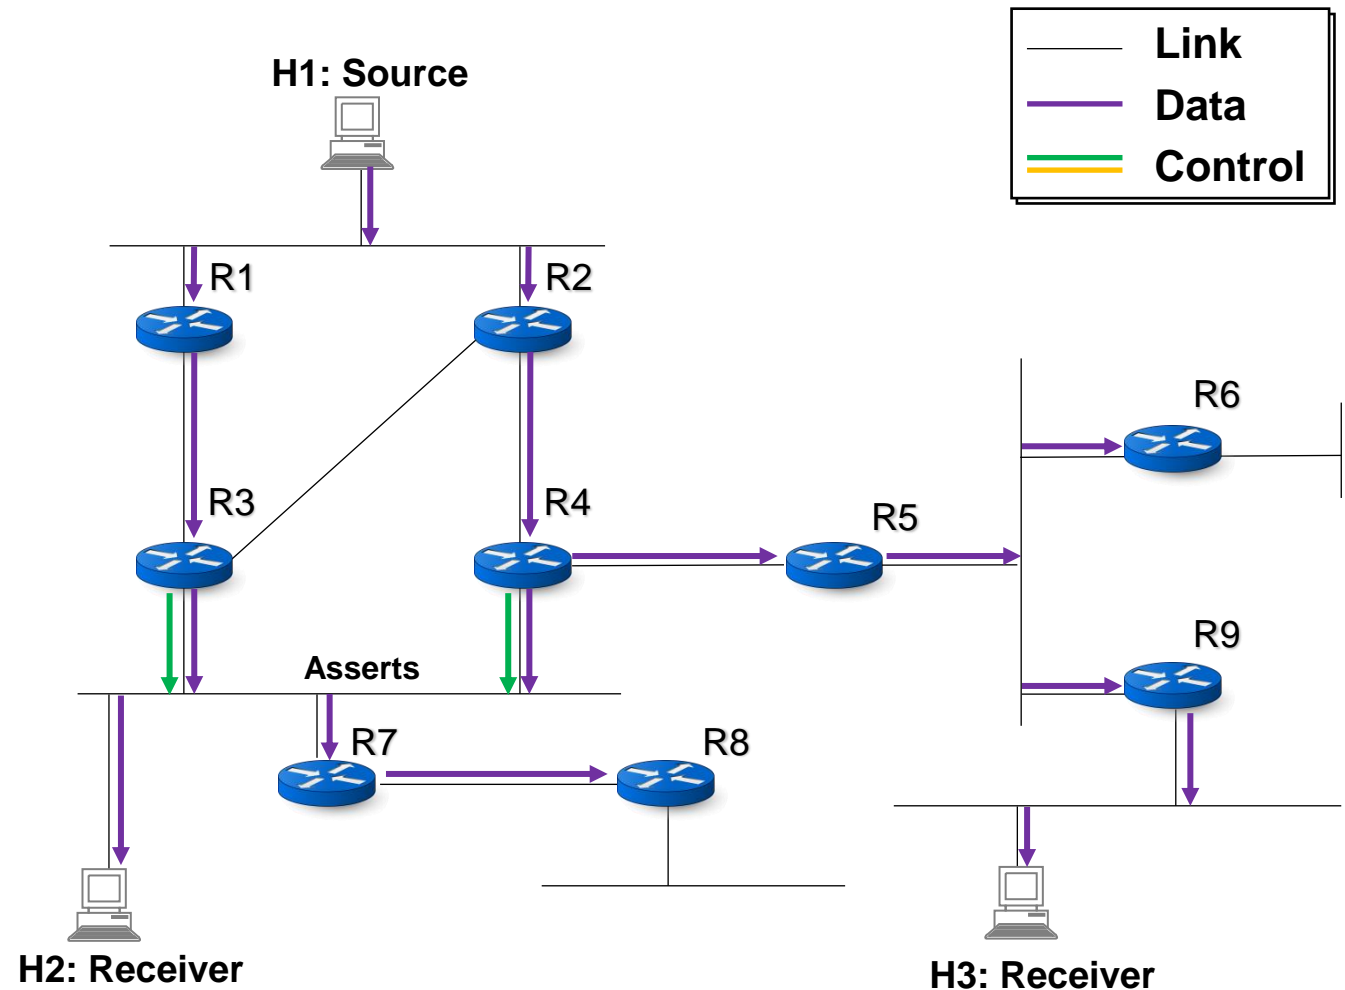 Link
H1: Source
Data
Control
R1
R2
R6
R3
R4
R5
R9
Asserts
R7
R8
H2: Receiver
H3: Receiver